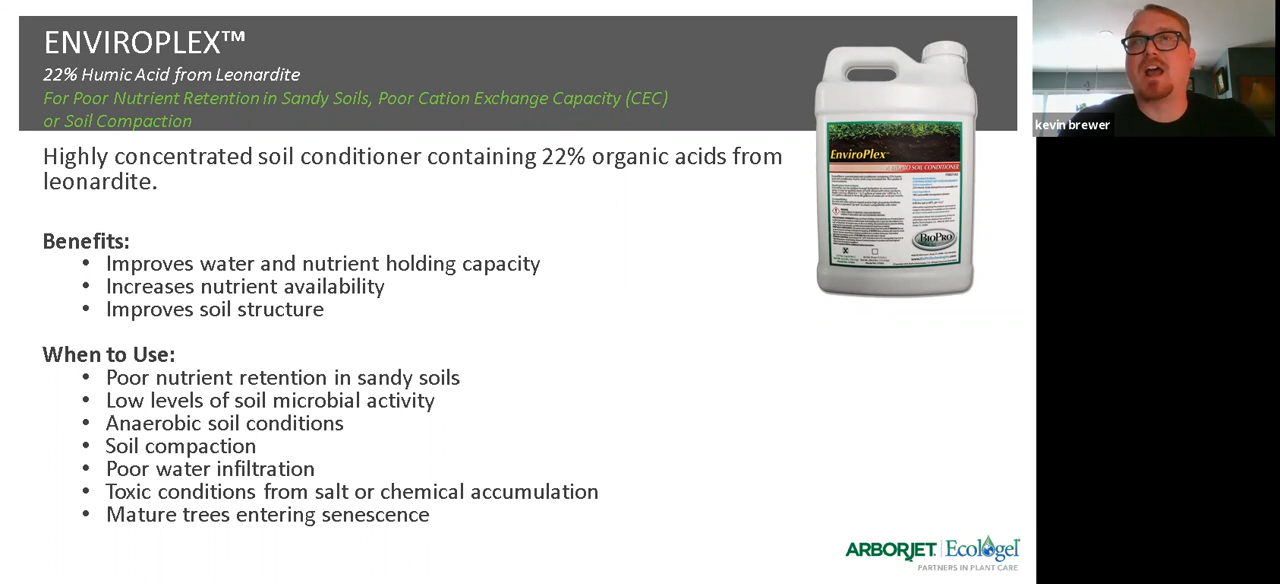 ENVIROPLEX™
22% Humic Acid from Leonardite
For Poor Nutrient Retention in Sandy Soils, Poor Cation Exchange Capacity (CEC)
or Soil Compaction
Highly concentrated soil conditioner containing 22% organic acids from
leonardite.
Benefits:
• Improves water and nutrient holding capacity
• Increases nutrient availability
• Improves soil structure
When to Use:
• Poor nutrient retention in sandy soils
• Low levels of soil microbial activity
• Anaerobic soil conditions
• Soil compaction
• Poor water infiltration
• Toxic conditions from salt or chemical accumulation
• Mature trees entering senescence
EnviroPlex
SOIL CONDITIONER
BIOPRO
kevin brewer
ARBORJET | Ecologel
PARTNERS IN PLANT CARE